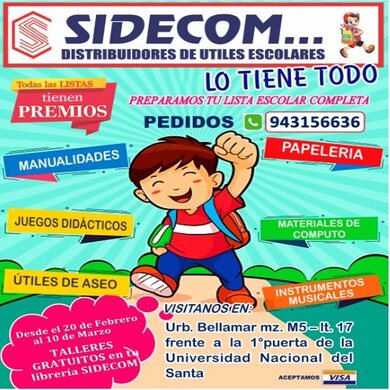 SIDECOM...
DISTRIBUIDORES DE UTILES ESCOLARES
LO TIENE TODO
Todas las LISTAS
tienen
PREMIOS
PREPARAMOS TU LISTA ESCOLAR COMPLETA
PEDIDOS 943156636
MANUALIDADES
PAPELERIA
JUEGOS DIDÁCTICOS
MATERIALES DE
COMPUTO
ÚTILES DE ASEO
INSTRUMENTOS
MUSICALES
Desde el 20 de Febrero
al 10 de Marzo
TALLERES
GRATUITOS en tu
libreria SIDECOM
VISITANOS EN:
Urb. Bellamar mz. M5 – lt. 17
frente a la 1°puerta de la
Universidad Nacional del
Santa
ACEPTAMOS VISA